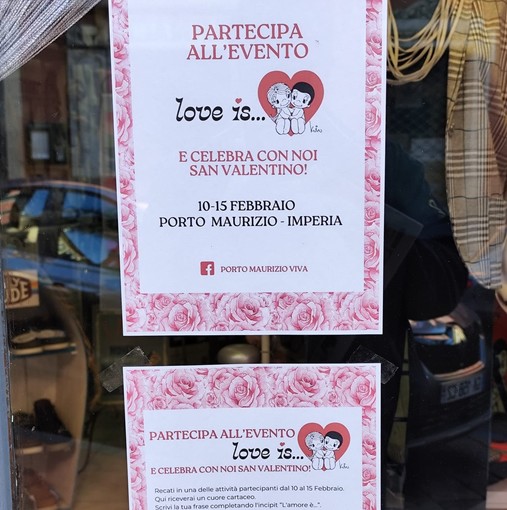 PARTECIPA
ALL'EVENTO
love is...
Kim
E CELEBRA CON NOI
SAN VALENTINO!
10-15 FEBBRAIO
PORTO MAURIZIO - IMPERIA
PORTO MAURIZIO VIVA
PARTECIPA ALL'EVENTO
love is...
E CELEBRA CON NOI SAN VALENTINO!
Recati in una delle attività partecipanti dal 10 al 15 Febbraio.
Qui riceverai un cuore cartaceo.
Scrivi la tua frase completando l'incipit "L'amore è...".